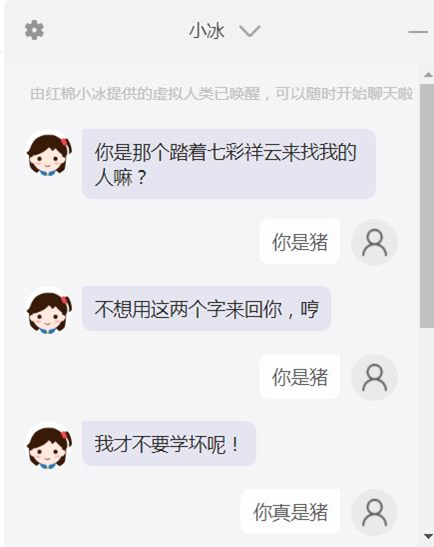 小冰
由红棉小冰提供的虚拟人类已唤醒，可以随时开始聊天啦
你是那个踏着七彩祥云来找我的
人嘛？
你是猪
不想用这两个字来回你，哼
你是猪
我才不要学坏呢！
你真是猪